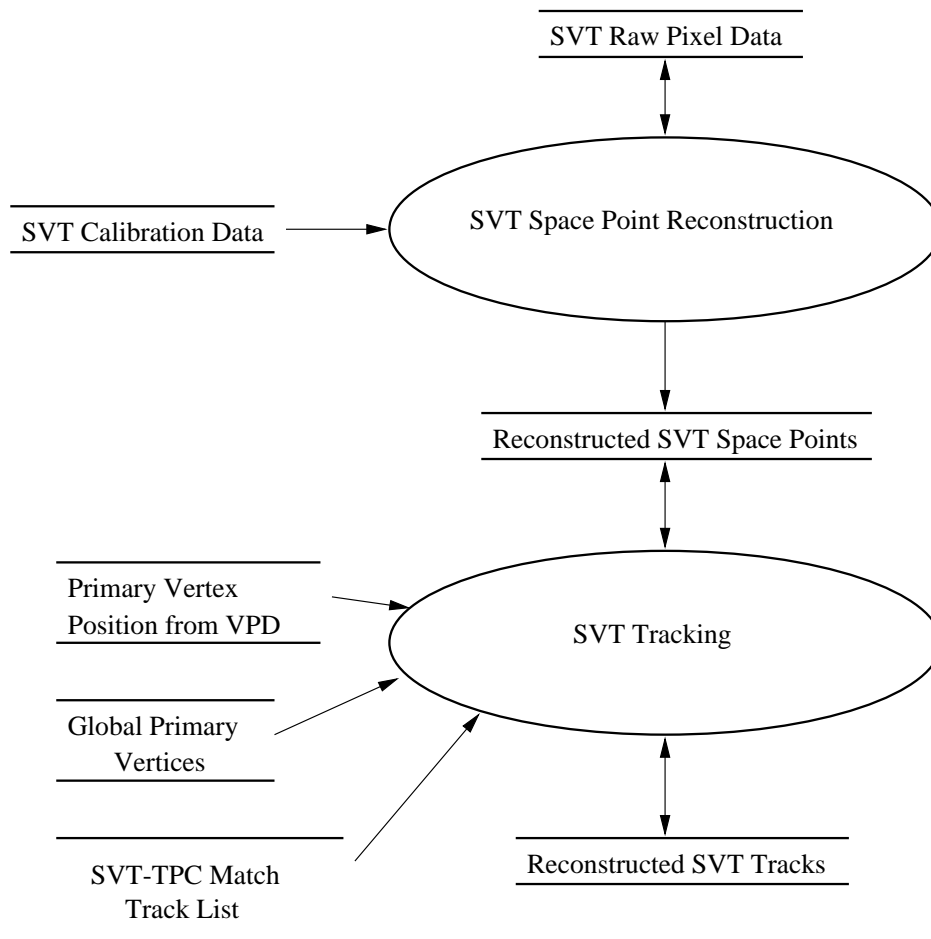 SVT Raw Pixel Data
SVT Space Point Reconstruction
SVT Calibration Data
Reconstructed SVT Space Points
Primary Vertex
Position from VPD
SVT Tracking
Global Primary
Vertices
SVT-TPC Match
Track List
Reconstructed SVT Tracks